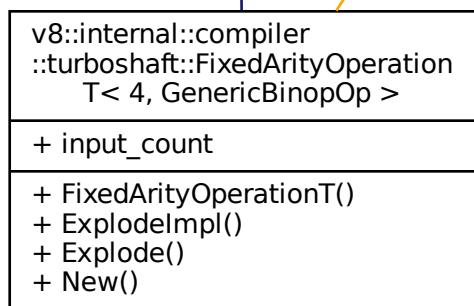 v8::internal::compiler
::turboshaft::FixedArityOperation
T< 4, GenericBinopOp >
+ input_count
+ FixedArityOperationT()
+ ExplodeImpl()
+ Explode()
+ New()